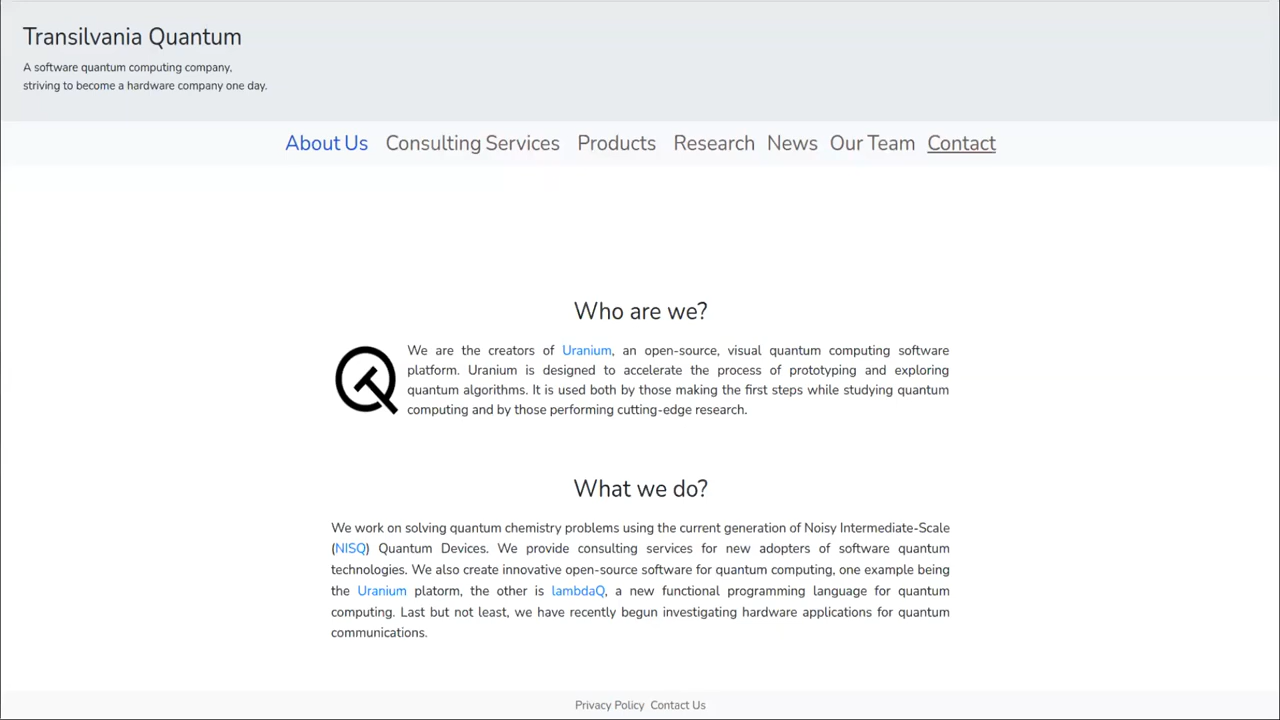 Transilvania Quantum
A software quantum computing company,
striving to become a hardware company one day.
About Us Consulting Services Products Research News Our Team Contact
Who are we?
We are the creators of Uranium, an open-source, visual quantum computing software
platform. Uranium is designed to accelerate the process of prototyping and exploring
quantum algorithms. It is used both by those making the first steps while studying quantum
computing and by those performing cutting-edge research.
What we do?
We work on solving quantum chemistry problems using the current generation of Noisy Intermediate-Scale
(NISQ) Quantum Devices. We provide consulting services for new adopters of software quantum
technologies. We also create innovative open-source software for quantum computing, one example being
the Uranium platorm, the other is lambdaQ, a new functional programming language for quantum
computing. Last but not least, we have recently begun investigating hardware applications for quantum
communications.
Privacy Policy Contact Us